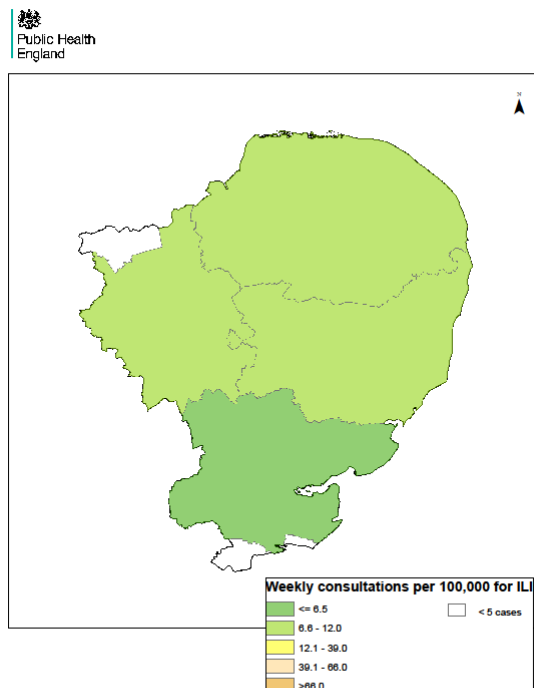 Public Health
England
N
Weekly consultations per 100,000 for ILI
<= 6.5
< 5 cases
6.6 - 12.0
12.1 - 39.0
39.1 - 66.0
>66.0